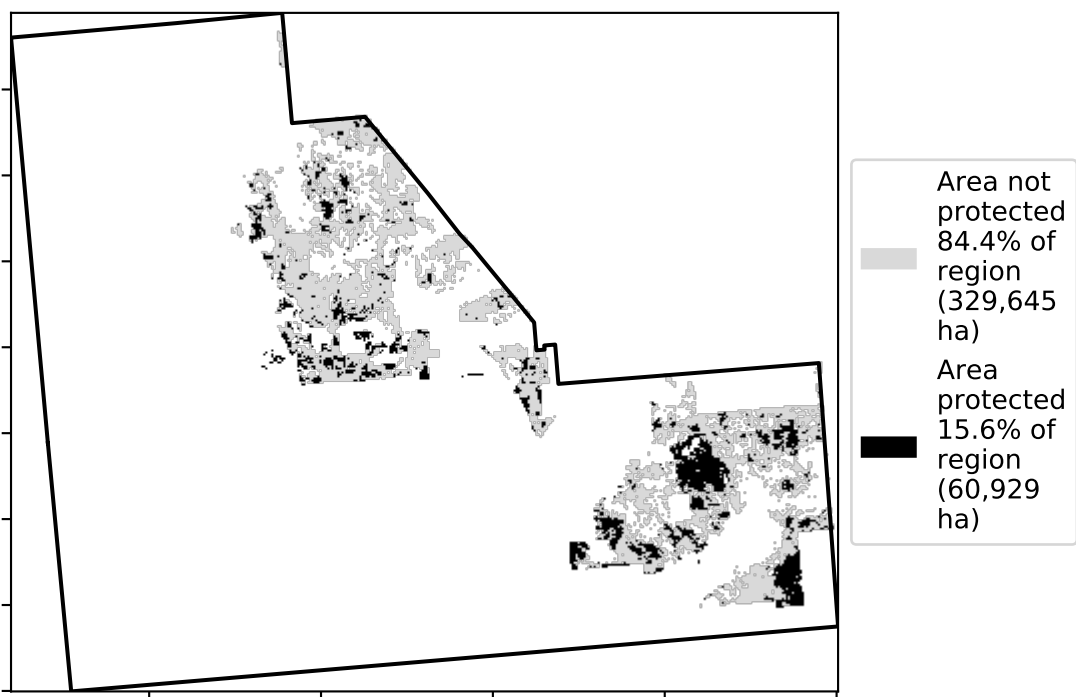 Area not
protected
84.4% of
region
(329,645
ha)
Area
protected
15.6% of
region
(60,929
ha)